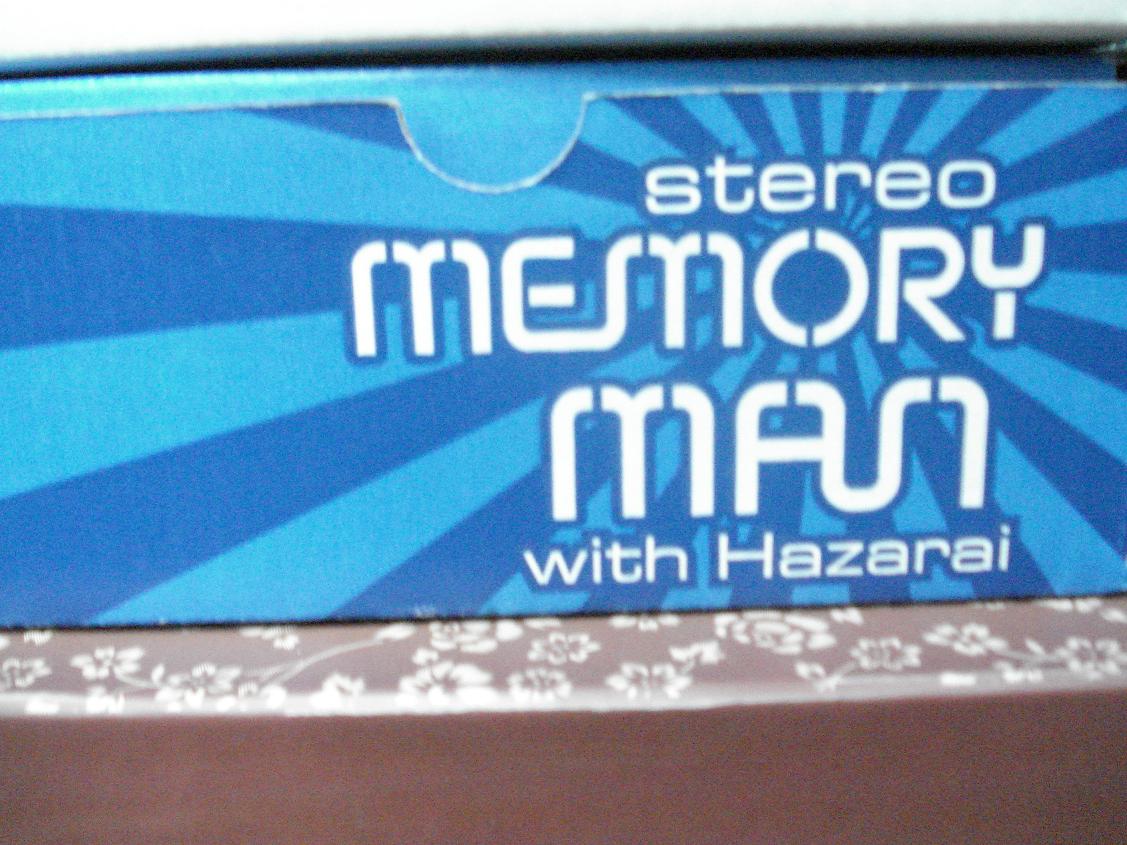 stereo
MEMORY
MAN
with Hazarai